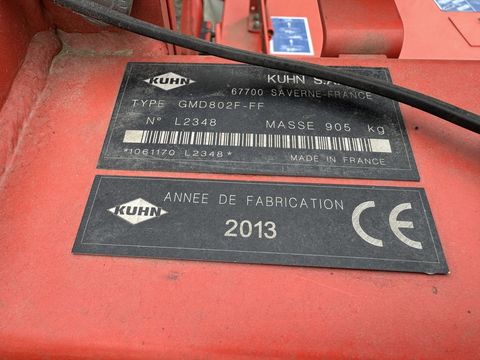 KUHN KUHN S.A.
67700 SAVERNE-FRANCE
TYPE GMD802F-FF
N° L2348 MASSE 905 kg
*1061170 L2348* MADE IN FRANCE
KUHN ANNEE DE FABRICATION
2013 CE